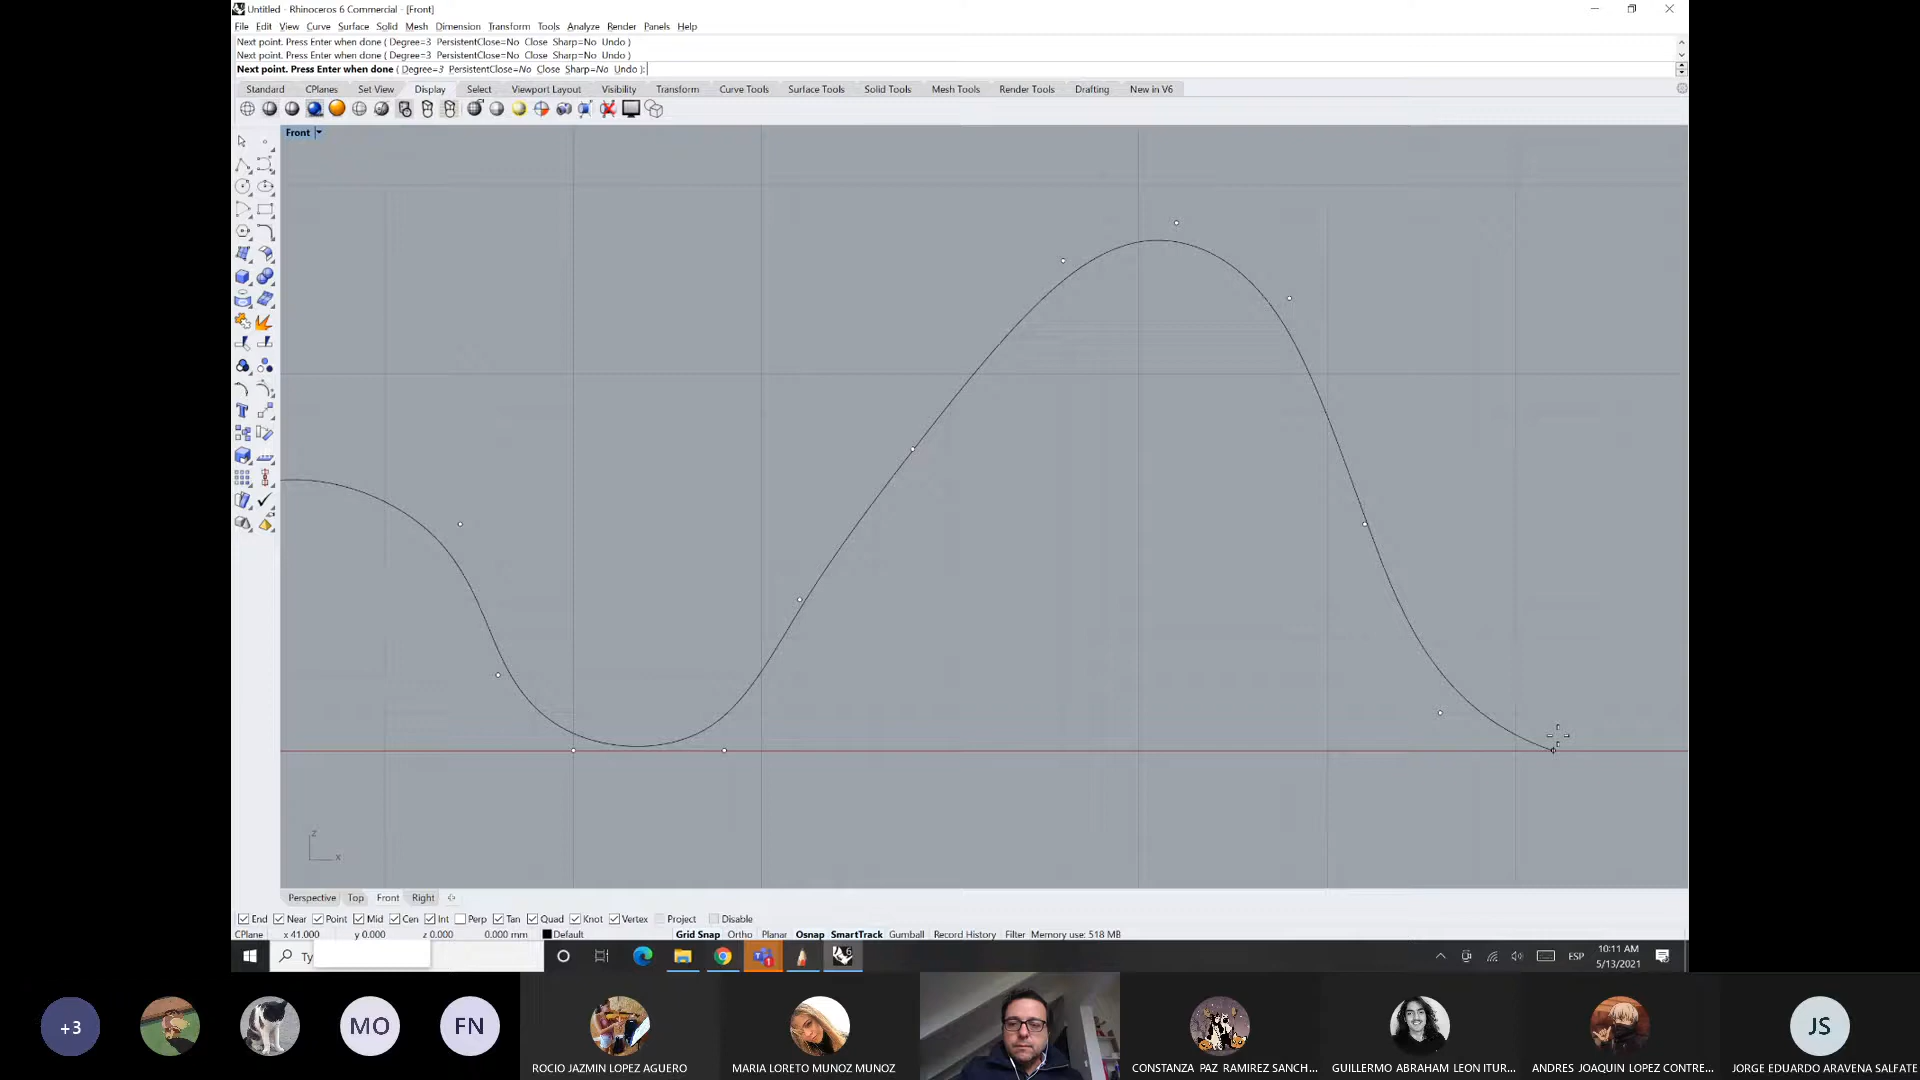 Untitled - Rhinoceros 6 Commercial - [Front]
File Edit View Curve Surface Solid Mesh Dimension Transform Tools Analyze Render Panels Help
Next point. Press Enter when done ( Degree=3 PersistentClose=No Close Sharp=No Undo )
Next point. Press Enter when done ( Degree=3 PersistentClose=No Close Sharp=No Undo )
Next point. Press Enter when done ( Degree=3 PersistentClose=No Close Sharp=No Undo ):
Standard CPlanes Set View Display Select Viewport Layout Visibility Transform Curve Tools Surface Tools Solid Tools Mesh Tools Render Tools Drafting New in V6
Front
z
x
Perspective Top Front Right
End Near Point Mid Cen Int Perp Tan Quad Knot Vertex Project Disable
CPlane x 41.000 y 0.000 z 0.000 0.000 mm Default Grid Snap Ortho Planar Osnap SmartTrack Gumball Record History Filter Memory use: 518 MB
Ty
ESP
10:11 AM
5/13/2021
+3
MO
FN
JS
ROCIO JAZMIN LOPEZ AGUERO
MARIA LORETO MUNOZ MUNOZ
CONSTANZA PAZ RAMIREZ SANCH...
GUILLERMO ABRAHAM LEON ITUR...
ANDRES JOAQUIN LOPEZ CONTRE...
JORGE EDUARDO ARAVENA SALFATE